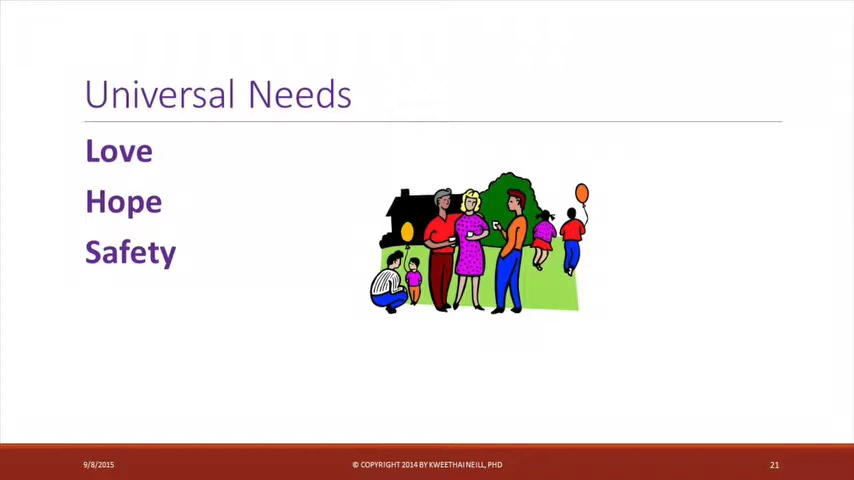 Universal Needs
Love
Hope
Safety
9/8/2015
© COPYRIGHT 2014 BY KWEETHAI NEILL, PHD
21